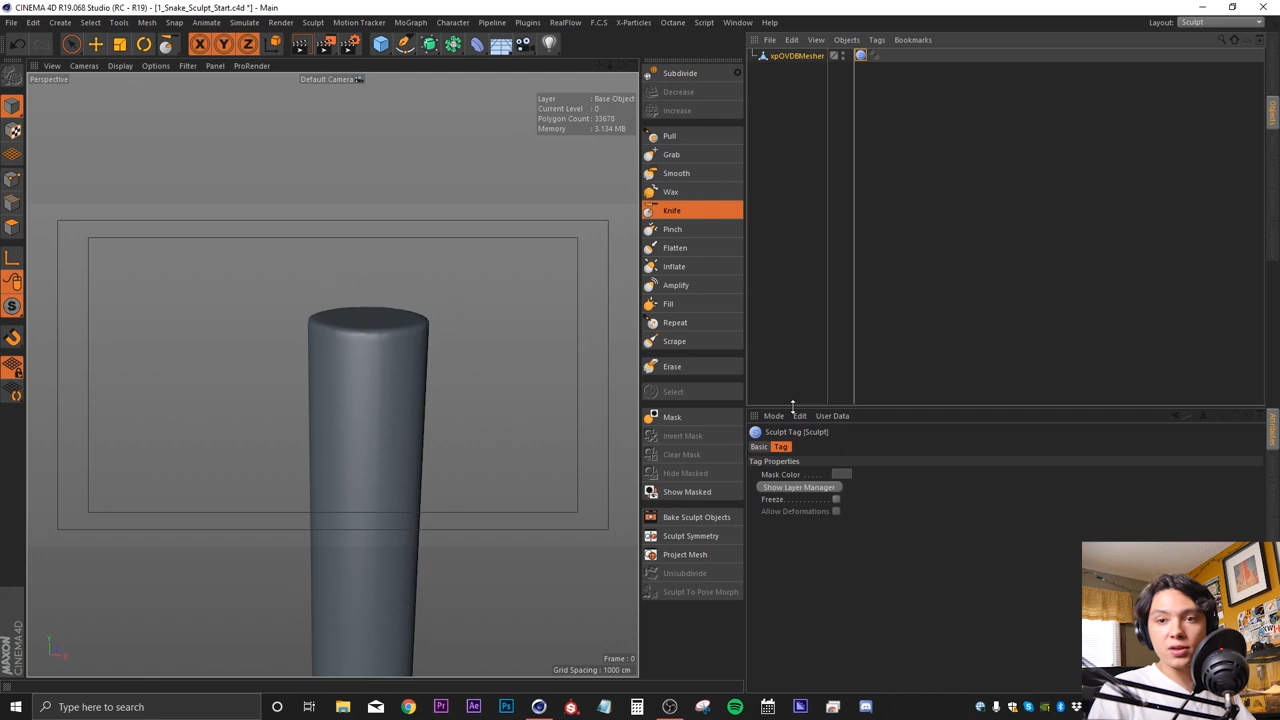 CINEMA 4D R19.068 Studio (RC - R19) - [1_Snake_Sculpt_Start.c4d *] - Main
File Edit Create Select Tools Mesh Snap Animate Simulate Render Sculpt Motion Tracker MoGraph Character Pipeline Plugins RealFlow F.C.S X-Particles Octane Script Window Help Layout: Sculpt
X Y Z
File Edit View Objects Tags Bookmarks
xpOVDBMesher
View Cameras Display Options Filter Panel ProRender
Perspective Default Camera
Layer : Base Object
Current Level : 0
Polygon Count : 33678
Memory : 3.134 MB
Subdivide
Decrease
Increase
Pull
Grab
Smooth
Wax
Knife
Pinch
Flatten
Inflate
Amplify
Fill
Repeat
Scrape
Erase
Select
Mask
Invert Mask
Clear Mask
Hide Masked
Show Masked
Bake Sculpt Objects
Sculpt Symmetry
Project Mesh
Unsubdivide
Sculpt To Pose Morph
Objects
Mode Edit User Data
Sculpt Tag [Sculpt]
Basic Tag
Tag Properties
Mask Color . . . . .
Show Layer Manager
Freeze . . . . . . . . . . . .
Allow Deformations
Attributes
S
Y
X
Frame : 0
Grid Spacing : 1000 cm
MAXON
CINEMA 4D
Type here to search
Pr Ae Ps